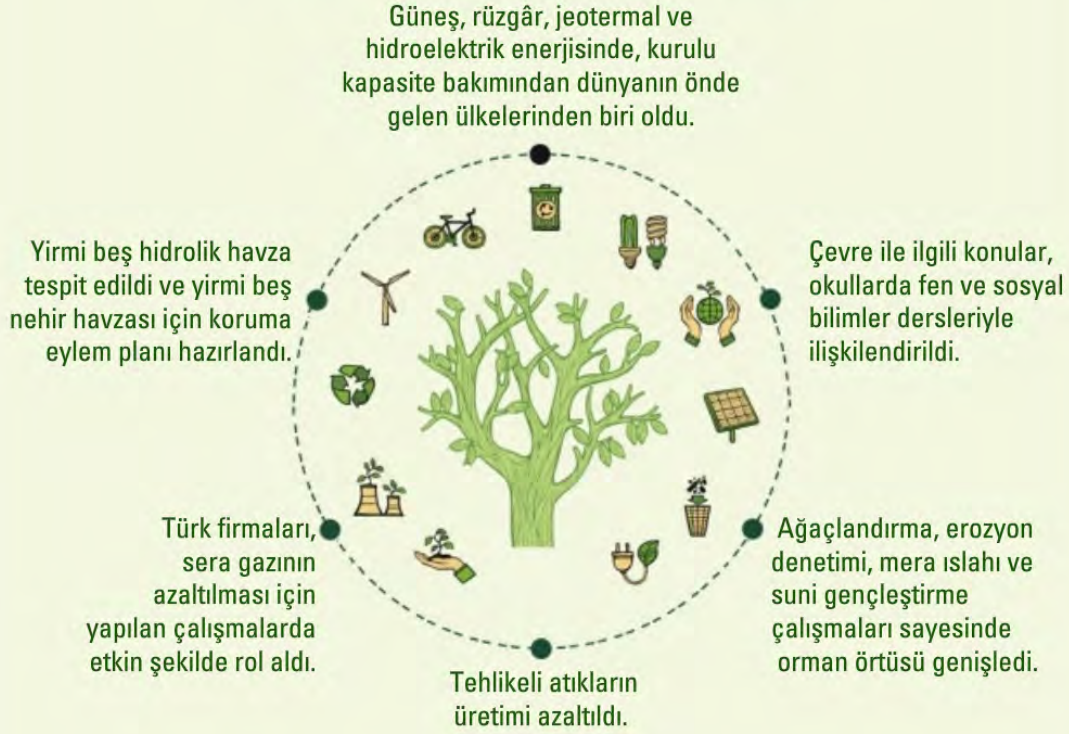 Güneş, rüzgâr, jeotermal ve
hidroelektrik enerjisinde, kurulu
kapasite bakımından dünyanın önde
gelen ülkelerinden biri oldu.
Yirmi beş hidrolik havza
tespit edildi ve yirmi beş
nehir havzası için koruma
eylem planı hazırlandı.
Çevre ile ilgili konular,
okullarda fen ve sosyal
bilimler dersleriyle
ilişkilendirildi.
Türk firmaları,
sera gazının
azaltılması için
yapılan çalışmalarda
etkin şekilde rol aldı.
Ağaçlandırma, erozyon
denetimi, mera ıslahı ve
suni gençleştirme
çalışmaları sayesinde
orman örtüsü genişledi.
Tehlikeli atıkların
üretimi azaltıldı.